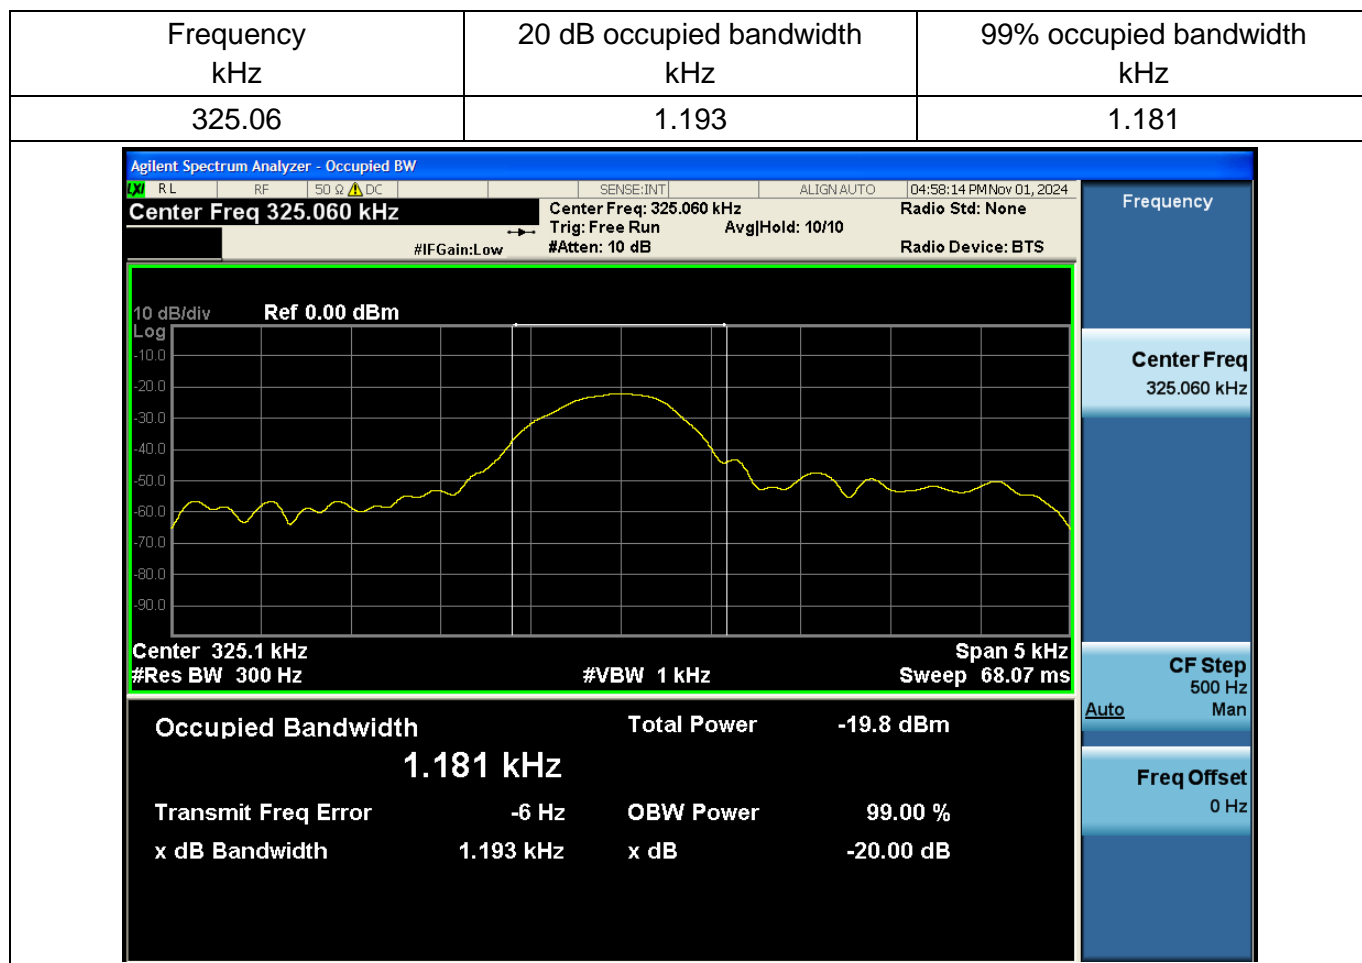 Frequency 20 dB occupied bandwidth 99% occupied bandwidth
kHz kHz kHz
325.06 1.193 1.181
Agilent Spectrum Analyzer - Occupied BW
LXI RL RF 50 Ω DC SENSE:INT ALIGN AUTO 04:58:14 PM Nov 01, 2024
Center Freq 325.060 kHz Center Freq: 325.060 kHz Radio Std: None Frequency
Trig: Free Run Avg|Hold: 10/10
#IFGain:Low #Atten: 10 dB Radio Device: BTS
10 dB/div Ref 0.00 dBm
Log
-10.0
-20.0
-30.0
-40.0
-50.0
-60.0
-70.0
-80.0
-90.0
Center 325.1 kHz Span 5 kHz
#Res BW 300 Hz #VBW 1 kHz Sweep 68.07 ms
Center Freq
325.060 kHz
CF Step
500 Hz
Auto Man
Freq Offset
0 Hz
Occupied Bandwidth Total Power -19.8 dBm
1.181 kHz
Transmit Freq Error -6 Hz OBW Power 99.00 %
x dB Bandwidth 1.193 kHz x dB -20.00 dB